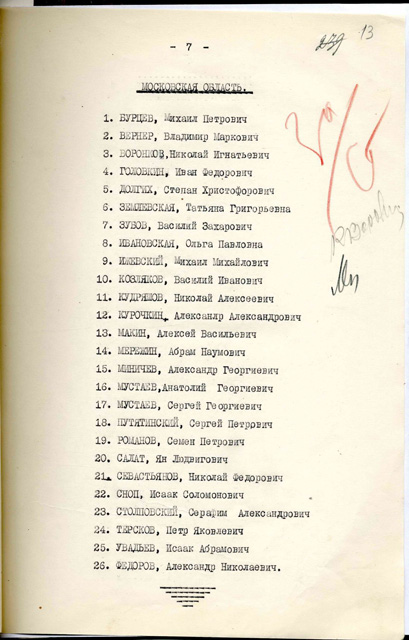 - 7 -
239 13
МОСКОВСКАЯ ОБЛАСТЬ.
1. БУРЦЕВ, Михаил Петрович
2. ВЕРНЕР, Владимир Маркович
3. ВОРОНЦОВ, Николай Игнатьевич
4. ГОЛОВКИН, Иван Федорович
5. ДОЛГИХ, Степан Христофорович
6. ЗЕМЛЕВСКАЯ, Татьяна Григорьевна
7. ЗУБОВ, Василий Захарович
8. ИВАНОВСКАЯ, Ольга Павловна
9. ИЖЕВСКИЙ, Михаил Михайлович
10. КОЗЛЯКОВ, Василий Иванович
11. КУДРЯШОВ, Николай Алексеевич
12. КУРОЧКИН, Александр Александрович
13. МАКИН, Алексей Васильевич
14. МЕРЕЖИН, Абрам Наумович
15. МИНИЧЕВ, Александр Георгиевич
16. МУСТАЕВ, Анатолий Георгиевич
17. МУСТАЕВ, Сергей Георгиевич
18. ПУТЯТИНСКИЙ, Сергей Петрович
19. РОМАНОВ, Семен Петрович
20. САЛАТ, Ян Людвигович
21. СЕВАСТЬЯНОВ, Николай Федорович
22. СНОП, Исаак Соломонович
23. СТОЛПОВСКИЙ, Серафим Александрович
24. ТЕРСКОВ, Петр Яковлевич
25. УВАДЬЕВ, Исаак Абрамович
26. ФЕДОРОВ, Александр Николаевич.